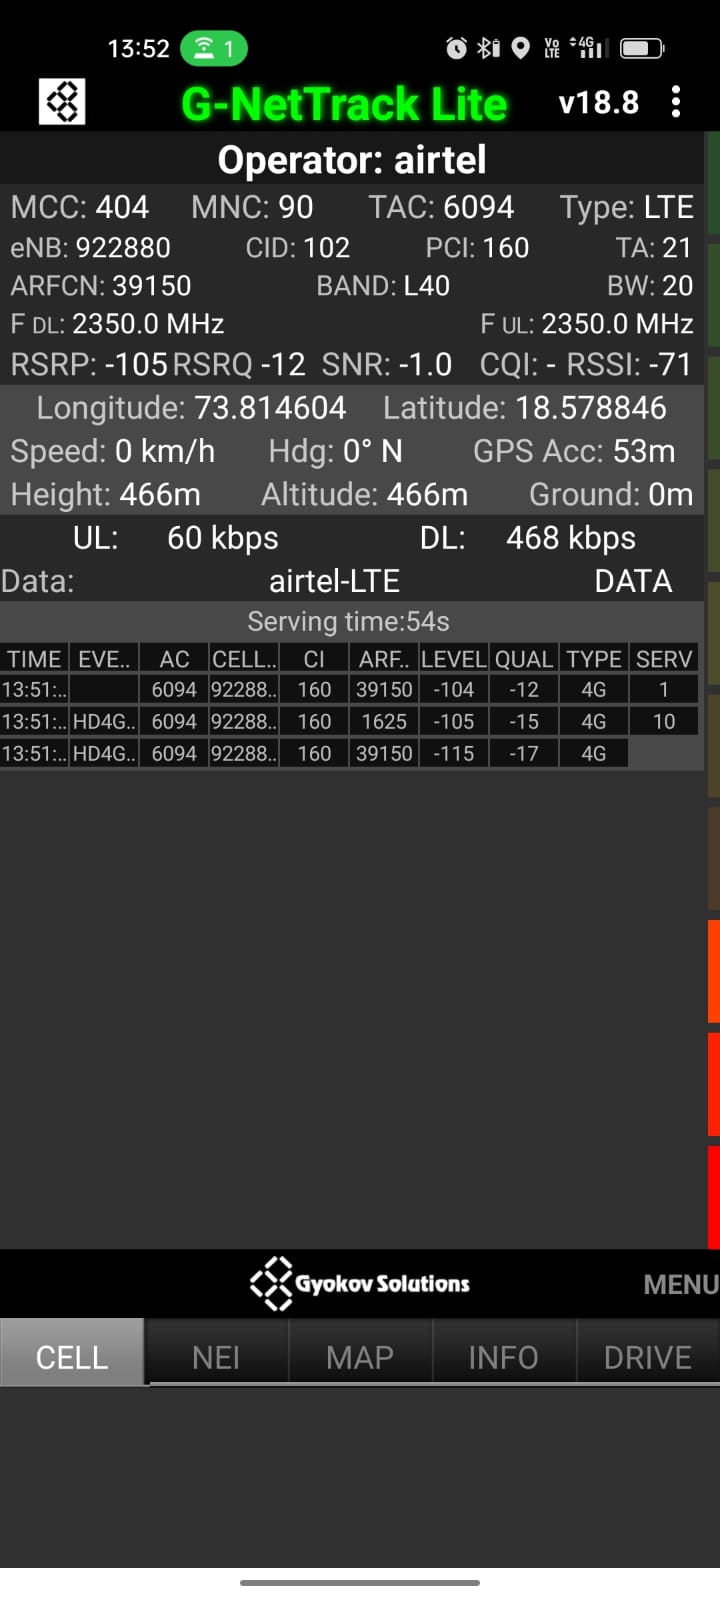 13:52 1 Vo LTE 4G
G-NetTrack Lite v18.8
Operator: airtel
MCC: 404 MNC: 90 TAC: 6094 Type: LTE
eNB: 922880 CID: 102 PCI: 160 TA: 21
ARFCN: 39150 BAND: L40 BW: 20
F DL: 2350.0 MHz F UL: 2350.0 MHz
RSRP: -105 RSRQ -12 SNR: -1.0 CQI: - RSSI: -71
Longitude: 73.814604 Latitude: 18.578846
Speed: 0 km/h Hdg: 0° N GPS Acc: 53m
Height: 466m Altitude: 466m Ground: 0m
UL: 60 kbps DL: 468 kbps
Data: airtel-LTE DATA
Serving time:54s
TIME EVE.. AC CELL.. CI ARF.. LEVEL QUAL TYPE SERV
13:51:.. 6094 92288.. 160 39150 -104 -12 4G 1
13:51:.. HD4G.. 6094 92288.. 160 1625 -105 -15 4G 10
13:51:.. HD4G.. 6094 92288.. 160 39150 -115 -17 4G
Gyokov Solutions MENU
CELL NEI MAP INFO DRIVE